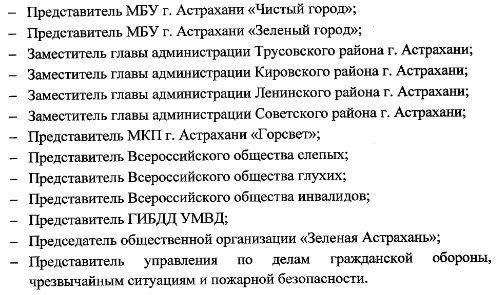 – Представитель МБУ г. Астрахани «Чистый город»;
– Представитель МБУ г. Астрахани «Зеленый город»;
– Заместитель главы администрации Трусовского района г. Астрахани;
– Заместитель главы администрации Кировского района г. Астрахани;
– Заместитель главы администрации Ленинского района г. Астрахани;
– Заместитель главы администрации Советского района г. Астрахани;
– Представитель МКП г. Астрахани «Горсвет»;
– Представитель Всероссийского общества слепых;
– Представитель Всероссийского общества глухих;
– Представитель Всероссийского общества инвалидов;
– Представитель ГИБДД УМВД;
– Председатель общественной организации «Зеленая Астрахань»;
– Представитель управления по делам гражданской обороны,
чрезвычайным ситуациям и пожарной безопасности.